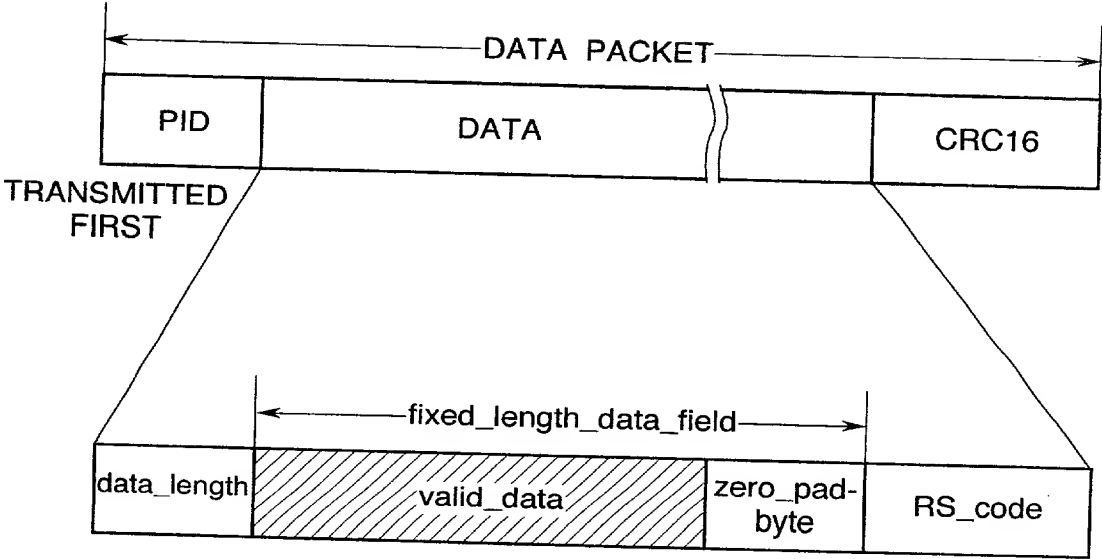 DATA PACKET
PID
DATA
CRC16
TRANSMITTED
FIRST
fixed_length_data_field
data_length
valid_data
zero_pad-
byte
RS_code